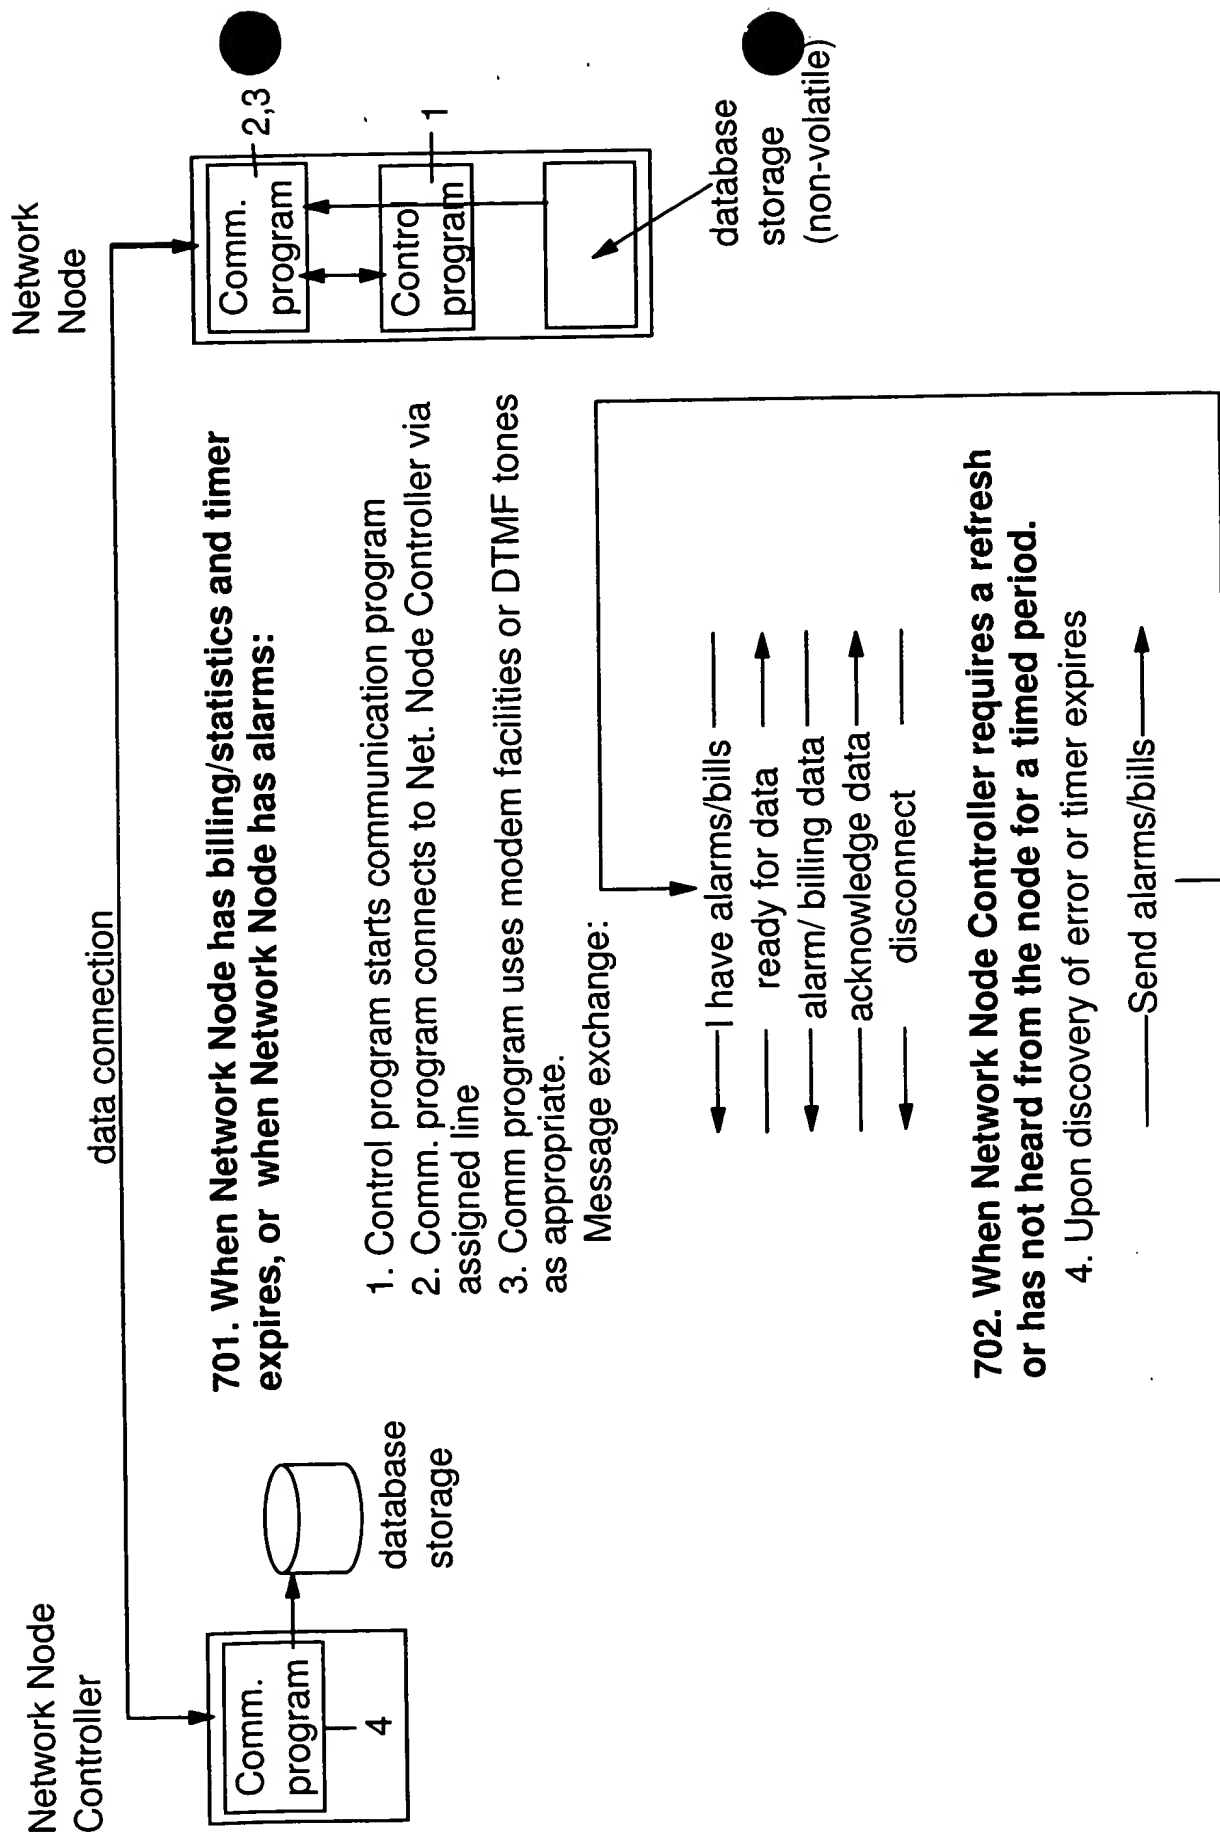 Network Node
Controller
Network
Node
data connection
Comm.
program
4
database
storage
701. When Network Node has billing/statistics and timer
expires, or when Network Node has alarms:
1. Control program starts communication program
2. Comm. program connects to Net. Node Controller via
assigned line
3. Comm program uses modem facilities or DTMF tones
as appropriate.
Message exchange:
I have alarms/bills
ready for data
alarm/ billing data
acknowledge data
disconnect
702. When Network Node Controller requires a refresh
or has not heard from the node for a timed period.
4. Upon discovery of error or timer expires
Send alarms/bills
Comm.
program
2,3
Control
program
1
database
storage
(non-volatile)